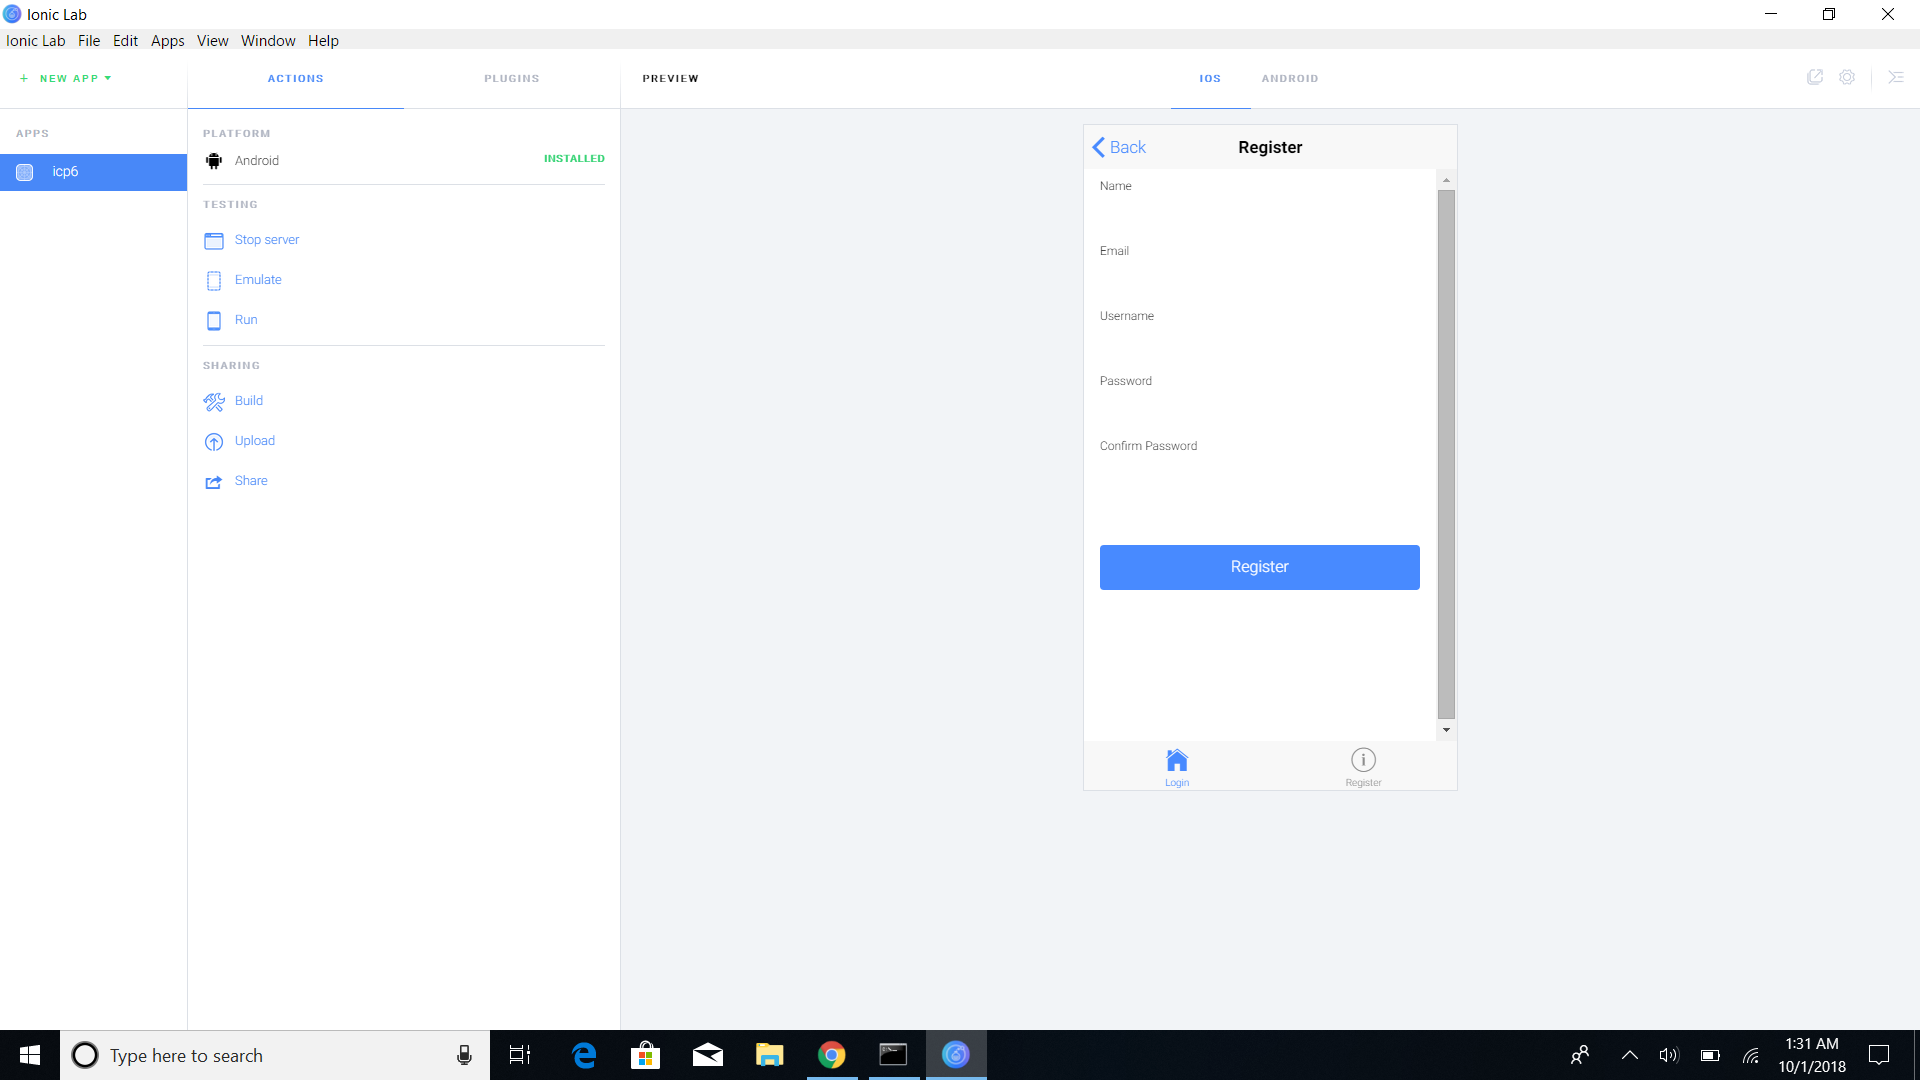 Ionic Lab
Ionic Lab File Edit Apps View Window Help
+ NEW APP
ACTIONS PLUGINS
PREVIEW
IOS ANDROID
APPS
icp6
PLATFORM
Android INSTALLED
TESTING
Stop server
Emulate
Run
SHARING
Build
Upload
Share
Back Register
Name
Email
Username
Password
Confirm Password
Register
Login Register
Type here to search
1:31 AM
10/1/2018